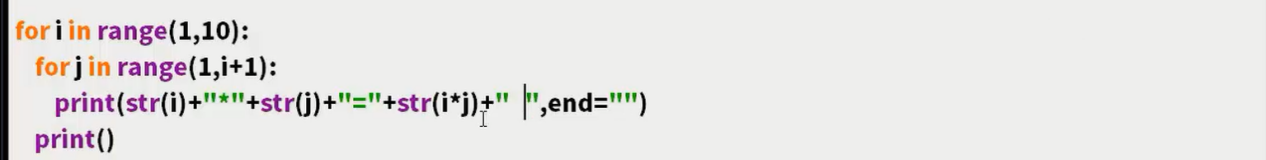 for i in range(1,10):
for j in range(1,i+1):
print(str(i)+"*"+str(j)+"="+str(i*j)+"  ",end="")
print()